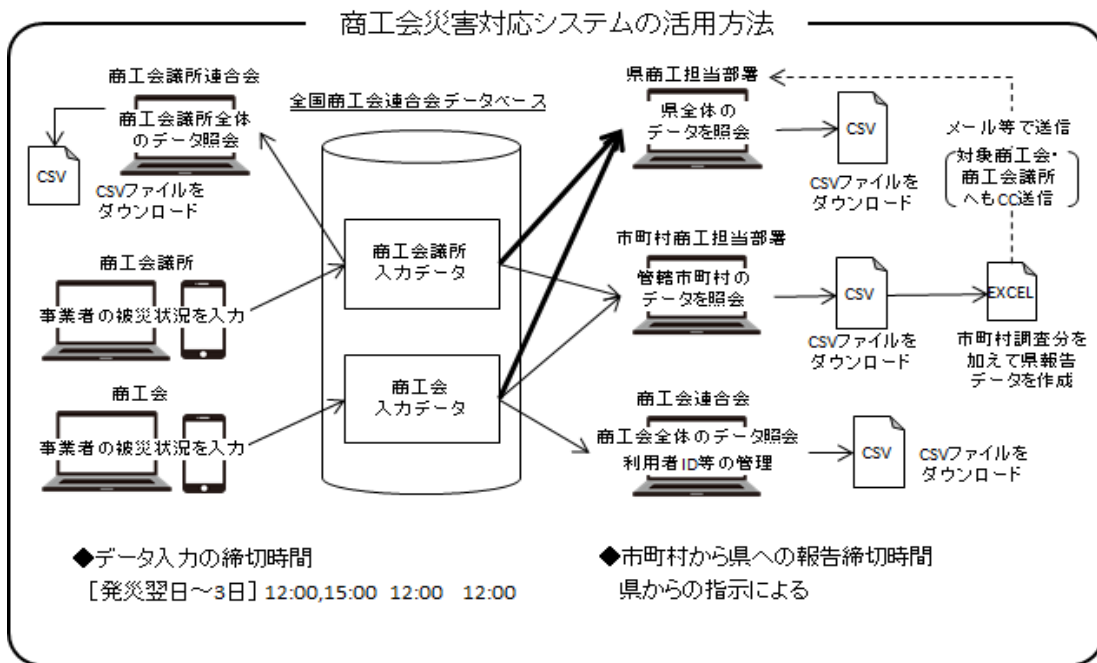 商工会災害対応システムの活用方法
商工会議所連合会
商工会議所全体
のデータ照会
CSV
CSVファイルを
ダウンロード
商工会議所
事業者の被災状況を入力
商工会
事業者の被災状況を入力
全国商工会連合会データベース
商工会議所
入力データ
商工会
入力データ
県商工担当部署
県全体の
データを照会
CSV
CSVファイルを
ダウンロード
メール等で送信
対象商工会・
商工会議所
へもCC送信
市町村商工担当部署
管轄市町村の
データを照会
CSV
CSVファイルを
ダウンロード
EXCEL
市町村調査分を
加えて県報告
データを作成
商工会連合会
商工会全体のデータ照会
利用者ID等の管理
CSV
CSVファイルを
ダウンロード
◆データ入力の締切時間
[発災翌日～3日] 12:00,15:00 12:00 12:00
◆市町村から県への報告締切時間
県からの指示による